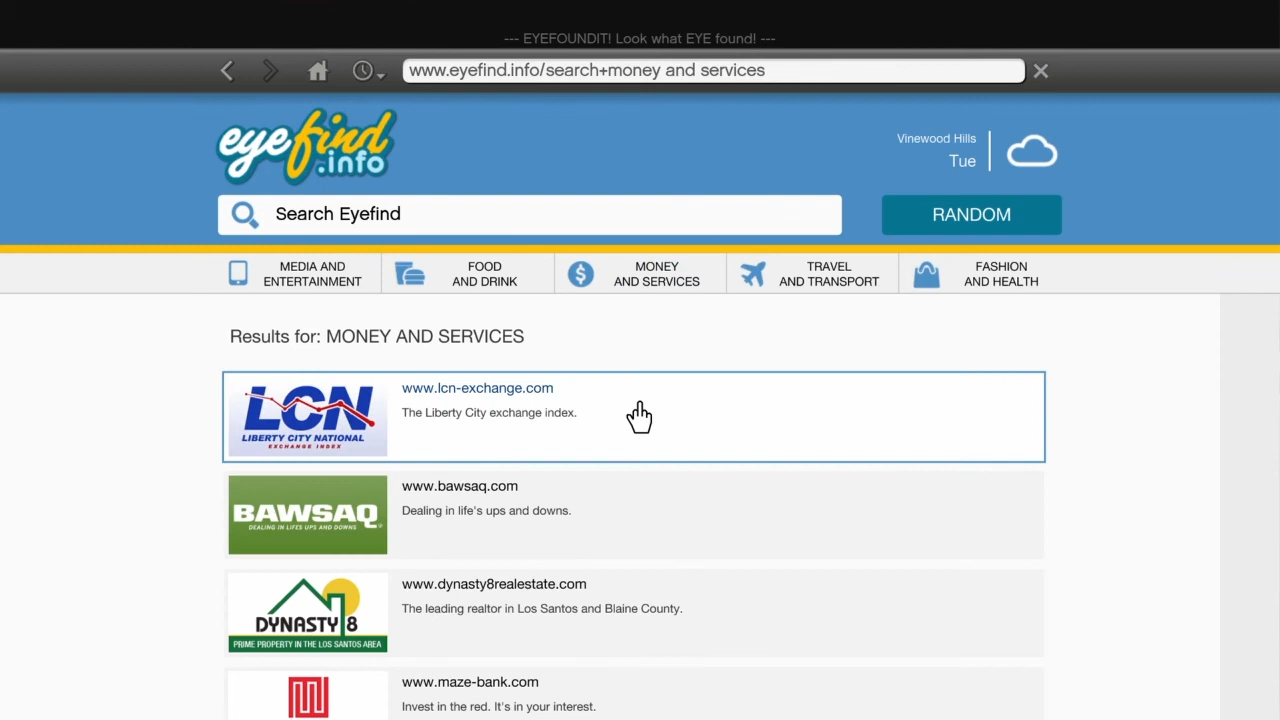 --- EYEFOUNDIT! Look what EYE found! ---
www.eyefind.info/search+money and services
eyefind
.info
Vinewood Hills
Tue
Search Eyefind
RANDOM
MEDIA AND
ENTERTAINMENT
FOOD
AND DRINK
MONEY
AND SERVICES
TRAVEL
AND TRANSPORT
FASHION
AND HEALTH
Results for: MONEY AND SERVICES
LCN
LIBERTY CITY NATIONAL
EXCHANGE INDEX
www.lcn-exchange.com
The Liberty City exchange index.
BAWSAQ
DEALING IN LIFES UPS AND DOWNS
www.bawsaq.com
Dealing in life's ups and downs.
DYNASTY 8
PRIME PROPERTY IN THE LOS SANTOS AREA
www.dynasty8realestate.com
The leading realtor in Los Santos and Blaine County.
www.maze-bank.com
Invest in the red. It's in your interest.